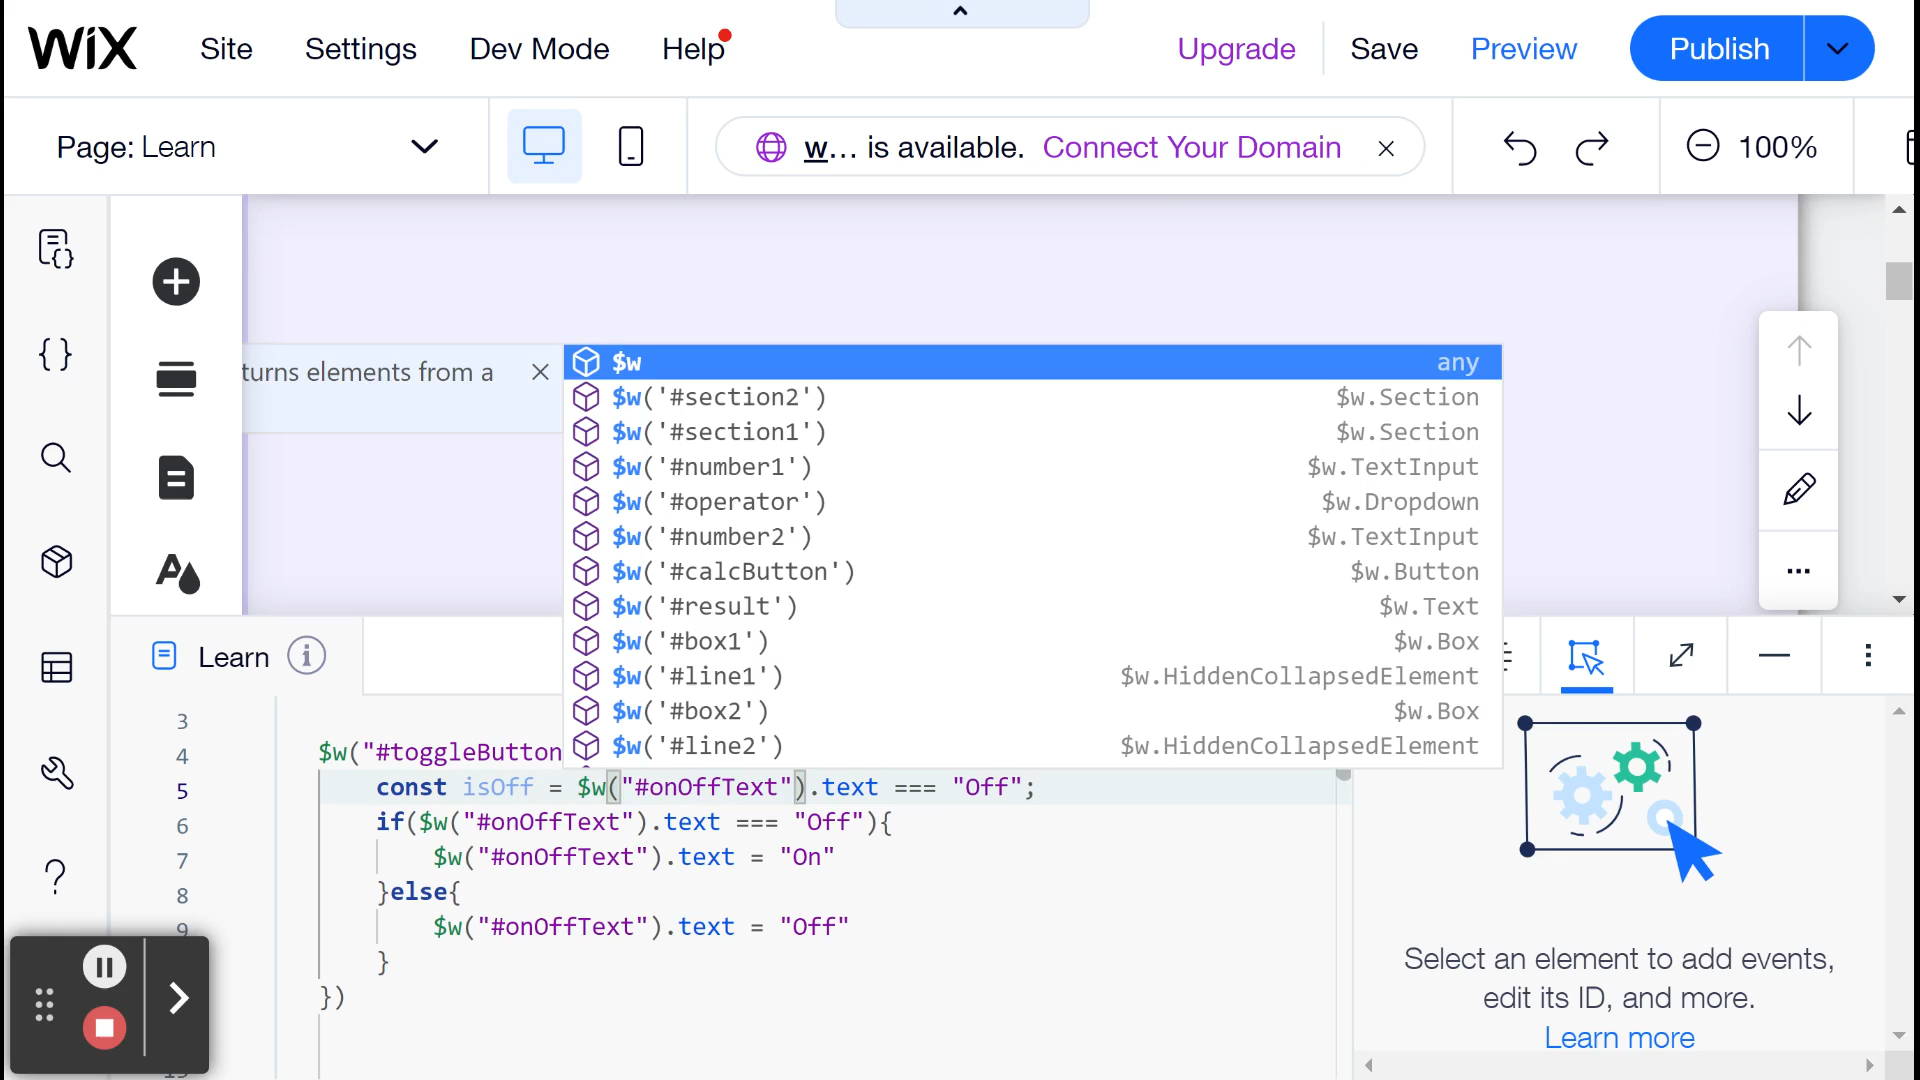 WiX
Site
Settings
Dev Mode
Help
Upgrade
Save
Preview
Publish
Page: Learn
w... is available. Connect Your Domain
100%
turns elements from a
$w any
$w('#section2') $w.Section
$w('#section1') $w.Section
$w('#number1') $w.TextInput
$w('#operator') $w.Dropdown
$w('#number2') $w.TextInput
$w('#calcButton') $w.Button
$w('#result') $w.Text
$w('#box1') $w.Box
$w('#line1') $w.HiddenCollapsedElement
$w('#box2') $w.Box
$w('#line2') $w.HiddenCollapsedElement
Learn
3
4 $w("#toggleButton
5 const isOff = $w("#onOffText").text === "Off";
6 if($w("#onOffText").text === "Off"){
7 $w("#onOffText").text = "On"
8 }else{
9 $w("#onOffText").text = "Off"
}
})
Select an element to add events,
edit its ID, and more.
Learn more